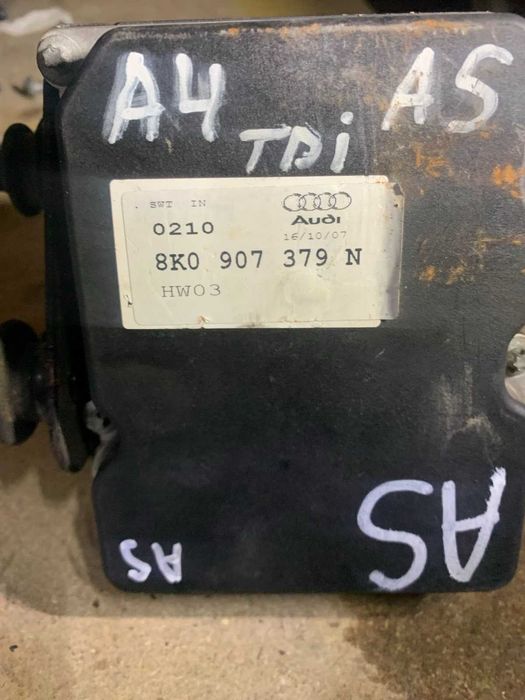 A4 AS
TDi
SWT IN
0210
Audi
16/10/07
8K0 907 379 N
HW03
AS
AS